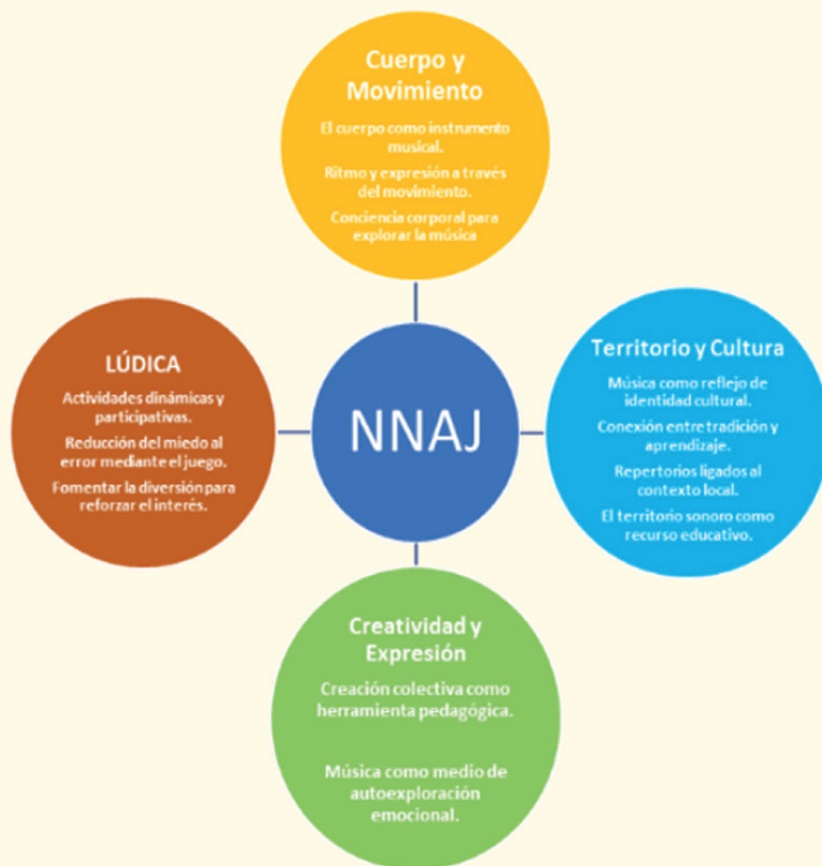 Cuerpo y
Movimiento
El cuerpo como instrumento
musical.
Ritmo y expresión a través
del movimiento.
Conciencia corporal para
explorar la música
LÚDICA
Actividades dinámicas y
participativas.
Reducción del miedo al
error mediante el juego.
Fomentar la diversión para
reforzar el interés.
NNAJ
Territorio y Cultura
Música como reflejo de
identidad cultural.
Conexión entre tradición y
aprendizaje.
Repertorios ligados al
contexto local.
El territorio sonoro como
recurso educativo.
Creatividad y
Expresión
Creación colectiva como
herramienta pedagógica.
Música como medio de
autoexploración
emocional.